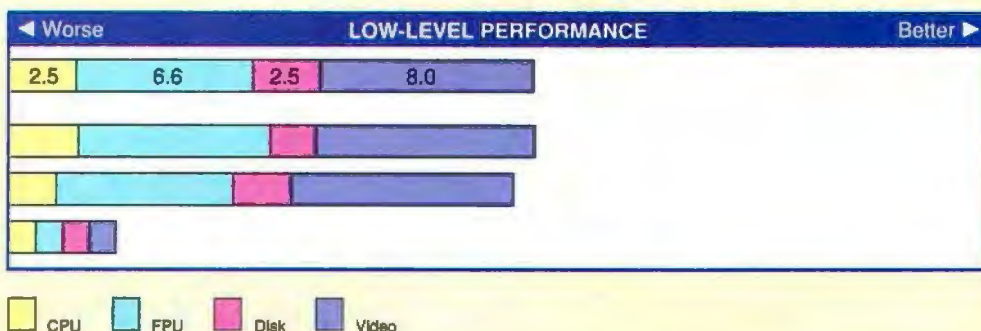 ◄ Worse LOW-LEVEL PERFORMANCE Better ►
2.5 6.6 2.5 8.0
CPU FPU Disk Video